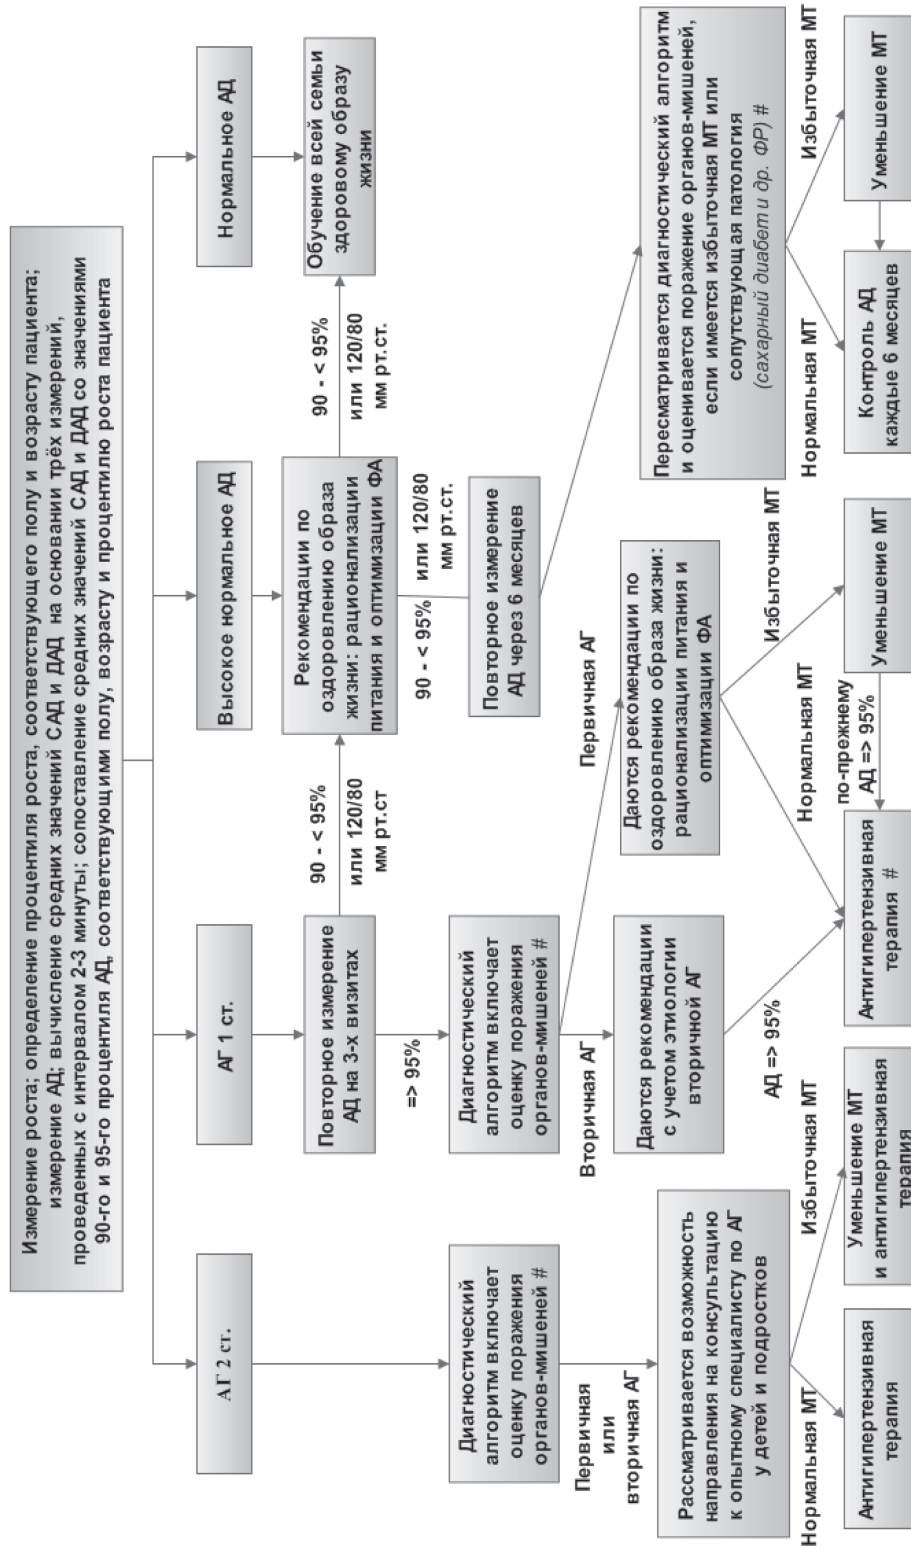 Измерение роста; определение процентиля роста, соответствующего полу и возрасту пациента;
измерение АД; вычисление средних значений САД и ДАД на основании трёх измерений,
проведенных с интервалом 2-3 минуты; сопоставление средних значений САД и ДАД со значениями
90-го и 95-го процентиля АД, соответствующими полу, возрасту и процентилю роста пациента
АГ 2 ст.
АГ 1 ст.
Высокое нормальное АД
Нормальное АД
Повторное измерение
АД на 3-х визитах
90 - < 95%
или 120/80
мм рт.ст
Рекомендации по
оздоровлению образа
жизни: рационализации
питания и оптимизации ФА
90 - < 95%
или 120/80
мм рт.ст.
Обучение всей семьи
здоровому образу
жизни
=> 95%
90 - < 95%
или 120/80
мм рт.ст.
Диагностический
алгоритм включает
оценку поражения
органов-мишеней #
Диагностический
алгоритм включает
оценку поражения
органов-мишеней #
Повторное измерение
АД через 6 месяцев
Первичная или
вторичная АГ
Вторичная АГ
Первичная АГ
Рассматривается возможность
направления на консультацию
к опытному специалисту по АГ
у детей и подростков
Даются рекомендации
с учетом этиологии
вторичной АГ
Даются рекомендации по
оздоровлению образа жизни:
рационализации питания и
оптимизации ФА
Пересматривается диагностический алгоритм
и оценивается поражение органов-мишеней,
если имеется избыточная МТ или
сопутствующая патология
(сахарный диабет и др. ФР) #
Нормальная МТ
Избыточная МТ
АД => 95%
Нормальная МТ
Избыточная МТ
Нормальная МТ
Избыточная МТ
Антигипертензивная
терапия
Уменьшение МТ
и антигипертензивная
терапия
Антигипертензивная
терапия #
по-прежнему
АД => 95%
Уменьшение МТ
Контроль АД
каждые 6 месяцев
Уменьшение МТ